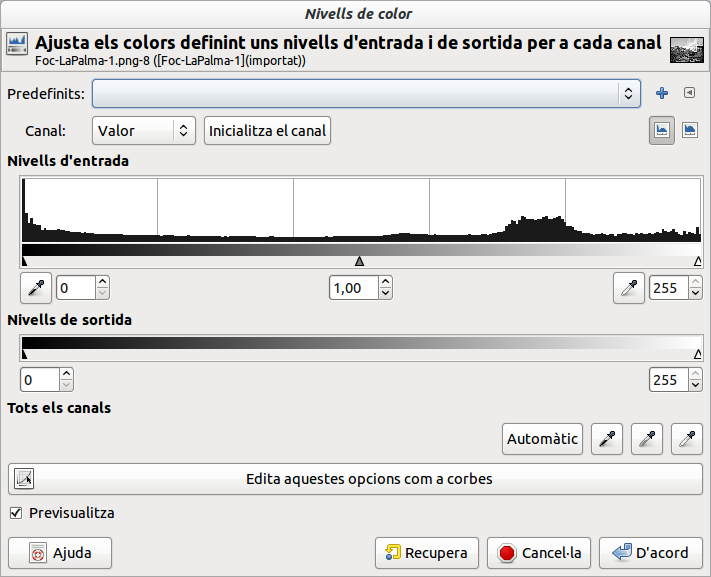 Nivells de color
Ajusta els colors definint uns nivells d'entrada i de sortida per a cada canal
Foc-LaPalma-1.png-8 ([Foc-LaPalma-1](importat))
Predefinits:
Canal: Valor Inicialitza el canal
Nivells d'entrada
0 1,00 255
Nivells de sortida
0 255
Tots els canals
Automàtic
Edita aquestes opcions com a corbes
Previsualitza
Ajuda Recupera Cancel·la D'acord